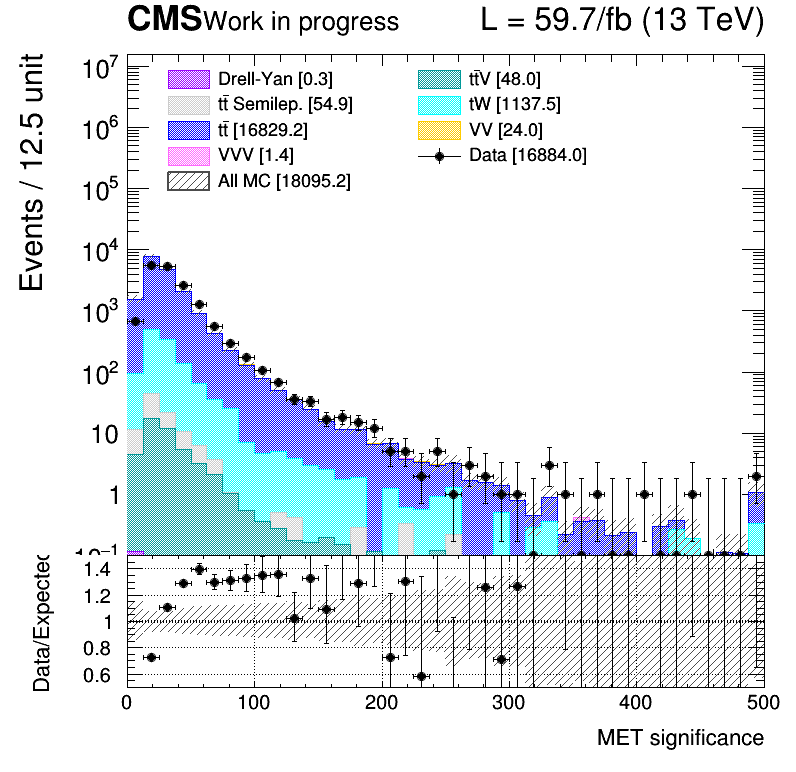 CMS Work in progress L = 59.7/fb (13 TeV)
Events / 12.5 unit
10⁷
10⁶
10⁵
10⁴
10³
10²
10
1
10⁻¹
Drell-Yan [0.3]
tt̄ Semilep. [54.9]
tt̄ [16829.2]
VVV [1.4]
All MC [18095.2]
tt̄V [48.0]
tW [1137.5]
VV [24.0]
Data [16884.0]
Data/Expected
1.4
1.2
1
0.8
0.6
0 100 200 300 400 500
MET significance